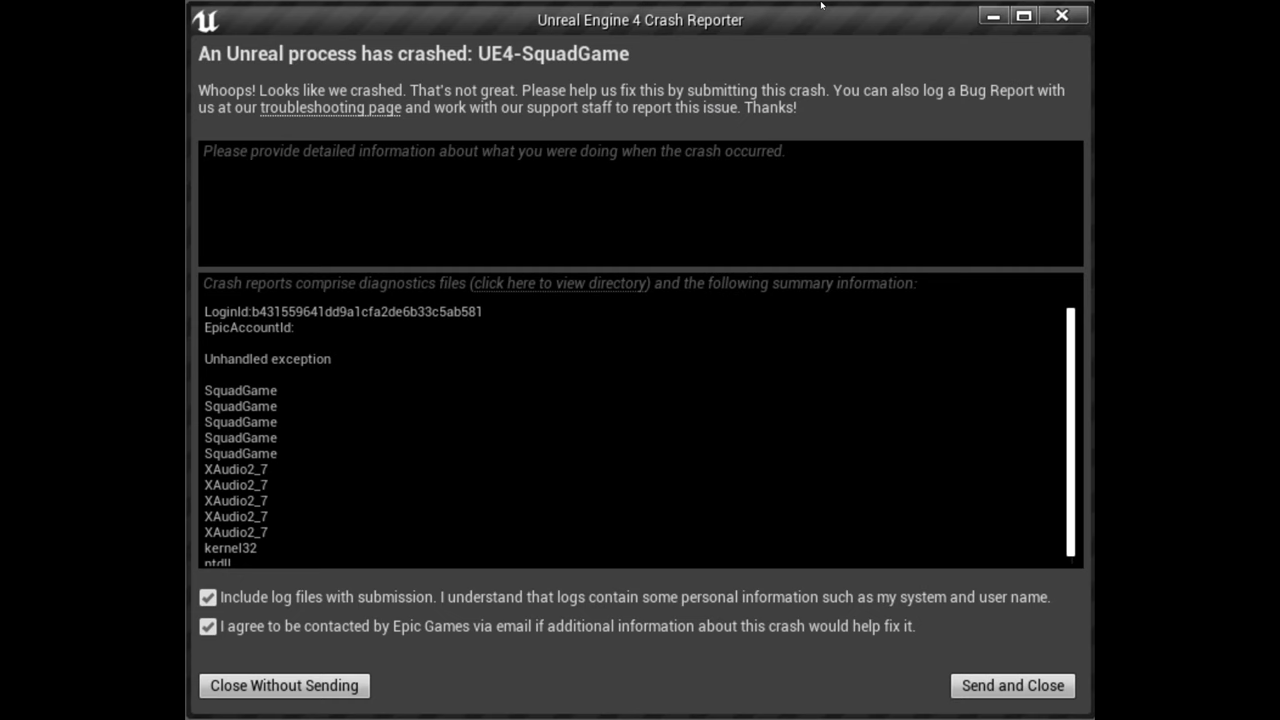 Unreal Engine 4 Crash Reporter
An Unreal process has crashed: UE4-SquadGame
Whoops! Looks like we crashed. That's not great. Please help us fix this by submitting this crash. You can also log a Bug Report with
us at our troubleshooting page and work with our support staff to report this issue. Thanks!
Please provide detailed information about what you were doing when the crash occurred.
Crash reports comprise diagnostics files (click here to view directory) and the following summary information:
LoginId:b431559641dd9a1cfa2de6b33c5ab581
EpicAccountId:
Unhandled exception
SquadGame
SquadGame
SquadGame
SquadGame
SquadGame
XAudio2_7
XAudio2_7
XAudio2_7
XAudio2_7
XAudio2_7
kernel32
ntdll
Include log files with submission. I understand that logs contain some personal information such as my system and user name.
I agree to be contacted by Epic Games via email if additional information about this crash would help fix it.
Close Without Sending
Send and Close